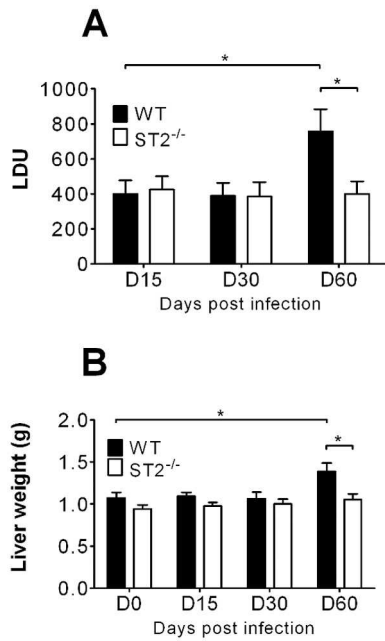 A
*
*
1000
800
600
400
200
0
LDU
WT
ST2-/-
D15 D30 D60
Days post infection
B
*
*
2.0
1.5
1.0
0.5
0.0
Liver weight (g)
WT
ST2-/-
D0 D15 D30 D60
Days post infection